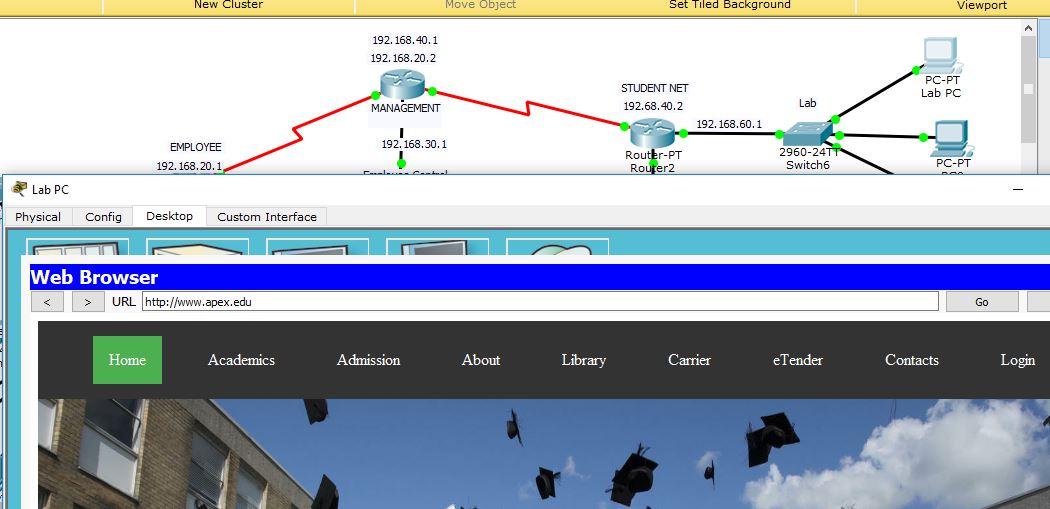 New Cluster Move Object Set Tiled Background Viewport
192.168.40.1
192.168.20.2
MANAGEMENT
192.168.30.1
EMPLOYEE
192.168.20.1
Employee Control
STUDENT NET
192.68.40.2
192.168.60.1
Router-PT
Router2
Lab
2960-24TT
Switch6
PC-PT
Lab PC
PC-PT
Lab PC
Physical Config Desktop Custom Interface
Web Browser
< > URL http://www.apex.edu Go
Home Academics Admission About Library Carrier eTender Contacts Login